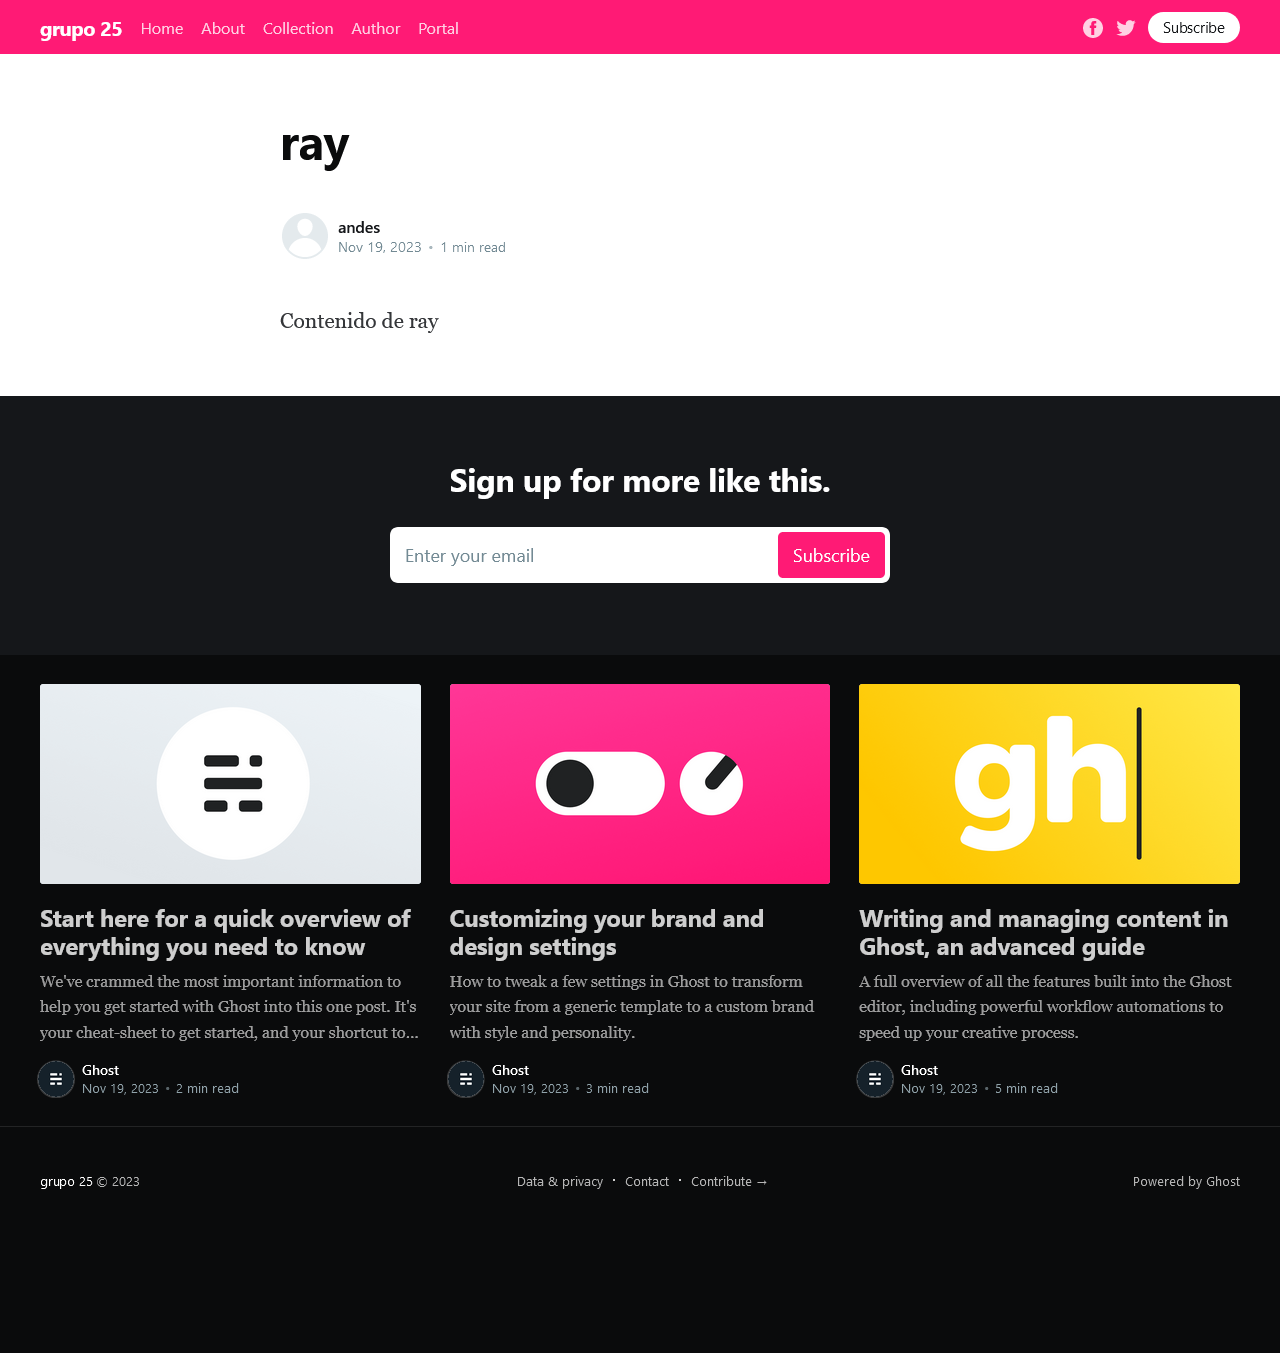 grupo 25 Home About Collection Author Portal Subscribe
ray
andes
Nov 19, 2023 • 1 min read
Contenido de ray
Sign up for more like this.
Enter your email Subscribe
gh
Start here for a quick overview of
everything you need to know
We've crammed the most important information to
help you get started with Ghost into this one post. It's
your cheat-sheet to get started, and your shortcut to...
Ghost
Nov 19, 2023 • 2 min read
Customizing your brand and
design settings
How to tweak a few settings in Ghost to transform
your site from a generic template to a custom brand
with style and personality.
Ghost
Nov 19, 2023 • 3 min read
Writing and managing content in
Ghost, an advanced guide
A full overview of all the features built into the Ghost
editor, including powerful workflow automations to
speed up your creative process.
Ghost
Nov 19, 2023 • 5 min read
grupo 25 © 2023 Data & privacy • Contact • Contribute → Powered by Ghost